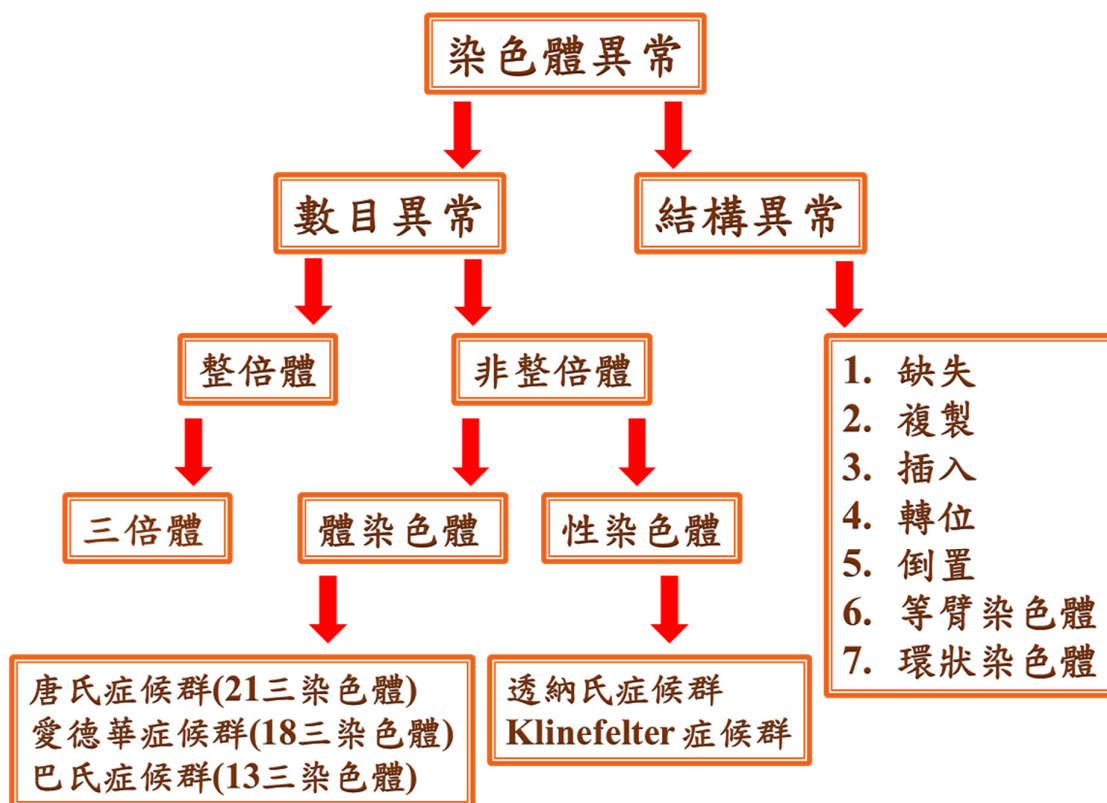 染色體異常
數目異常
結構異常
整倍體
非整倍體
1. 缺失
2. 複製
3. 插入
4. 轉位
5. 倒置
6. 等臂染色體
7. 環狀染色體
三倍體
體染色體
性染色體
唐氏症候群(21三染色體)
愛德華症候群(18三染色體)
巴氏症候群(13三染色體)
透納氏症候群
Klinefelter 症候群